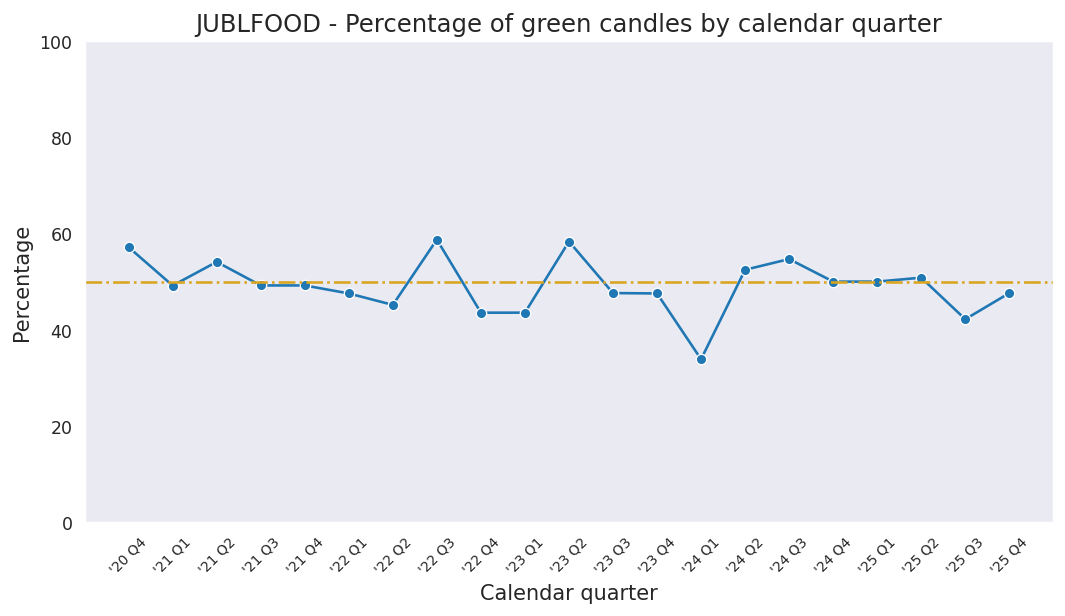 JUBLFOOD - Percentage of green candles by calendar quarter
100
80
60
40
20
0
Percentage
'20 Q4
'21 Q1
'21 Q2
'21 Q3
'21 Q4
'22 Q1
'22 Q2
'22 Q3
'22 Q4
'23 Q1
'23 Q2
'23 Q3
'23 Q4
'24 Q1
'24 Q2
'24 Q3
'24 Q4
'25 Q1
'25 Q2
'25 Q3
'25 Q4
Calendar quarter